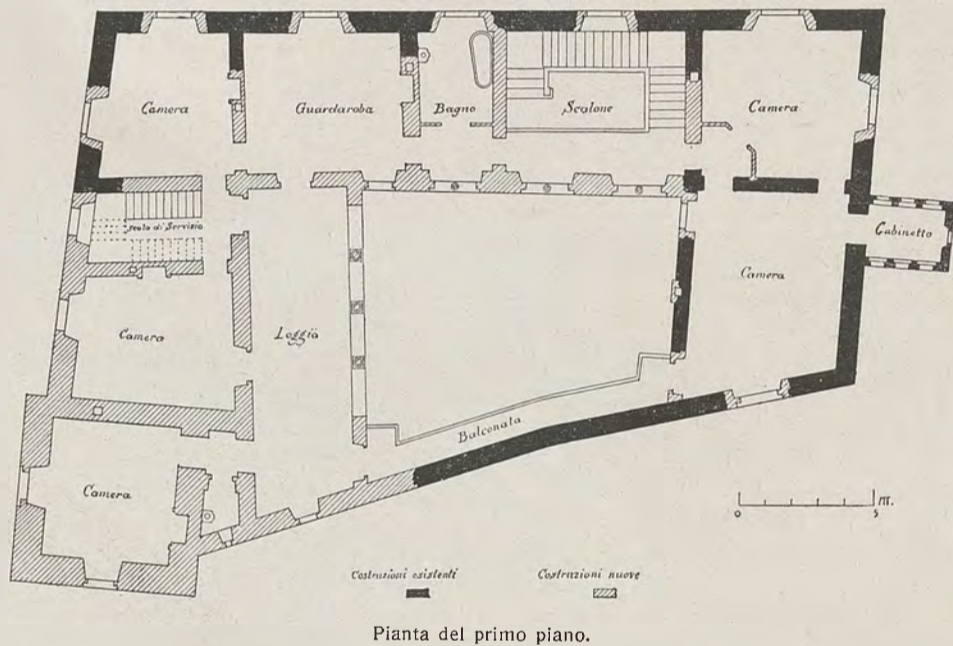 Camera
Guardaroba
Bagno
Scalone
Camera
Scala di Servizio
Gabinetto
Camera
Camera
Loggia
Balconata
Camera
m.
0 5
Costruzioni esistenti
Costruzioni nuove
Pianta del primo piano.